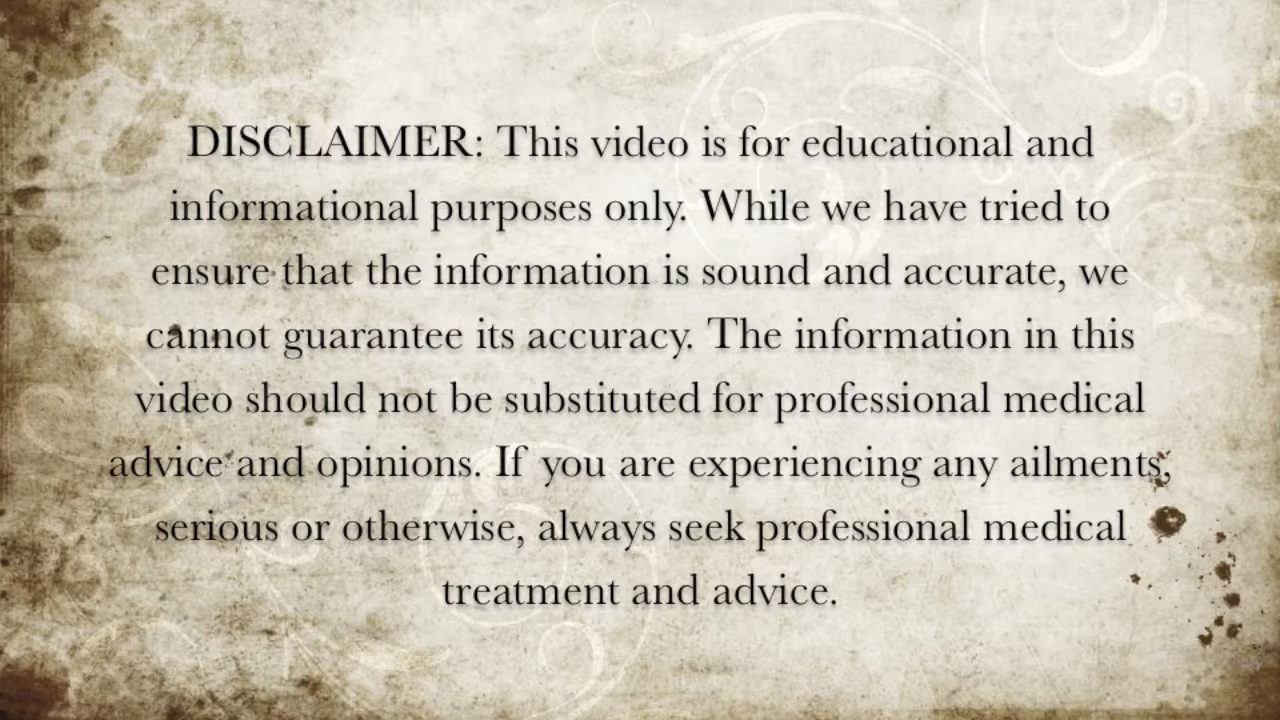 DISCLAIMER: This video is for educational and
informational purposes only. While we have tried to
ensure that the information is sound and accurate, we
cannot guarantee its accuracy. The information in this
video should not be substituted for professional medical
advice and opinions. If you are experiencing any ailments,
serious or otherwise, always seek professional medical
treatment and advice.